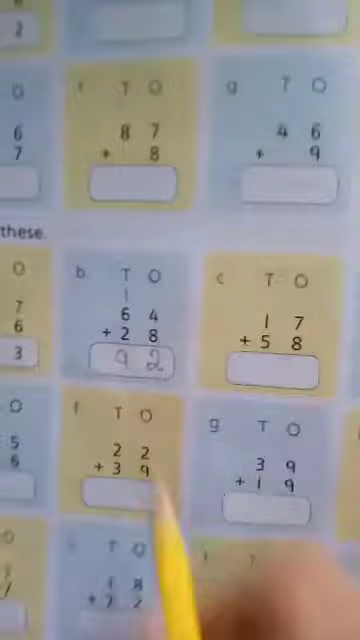 2
O f T O g T O
6 8 7 4 6
7 + 8 + 9
these.
O b T O c T O
1
7 6 4 1 7
6 + 2 8 + 5 8
3 9 2
O f T O g T O
5 2 2 3 9
6 + 3 9 + 1 9
T O
1 8